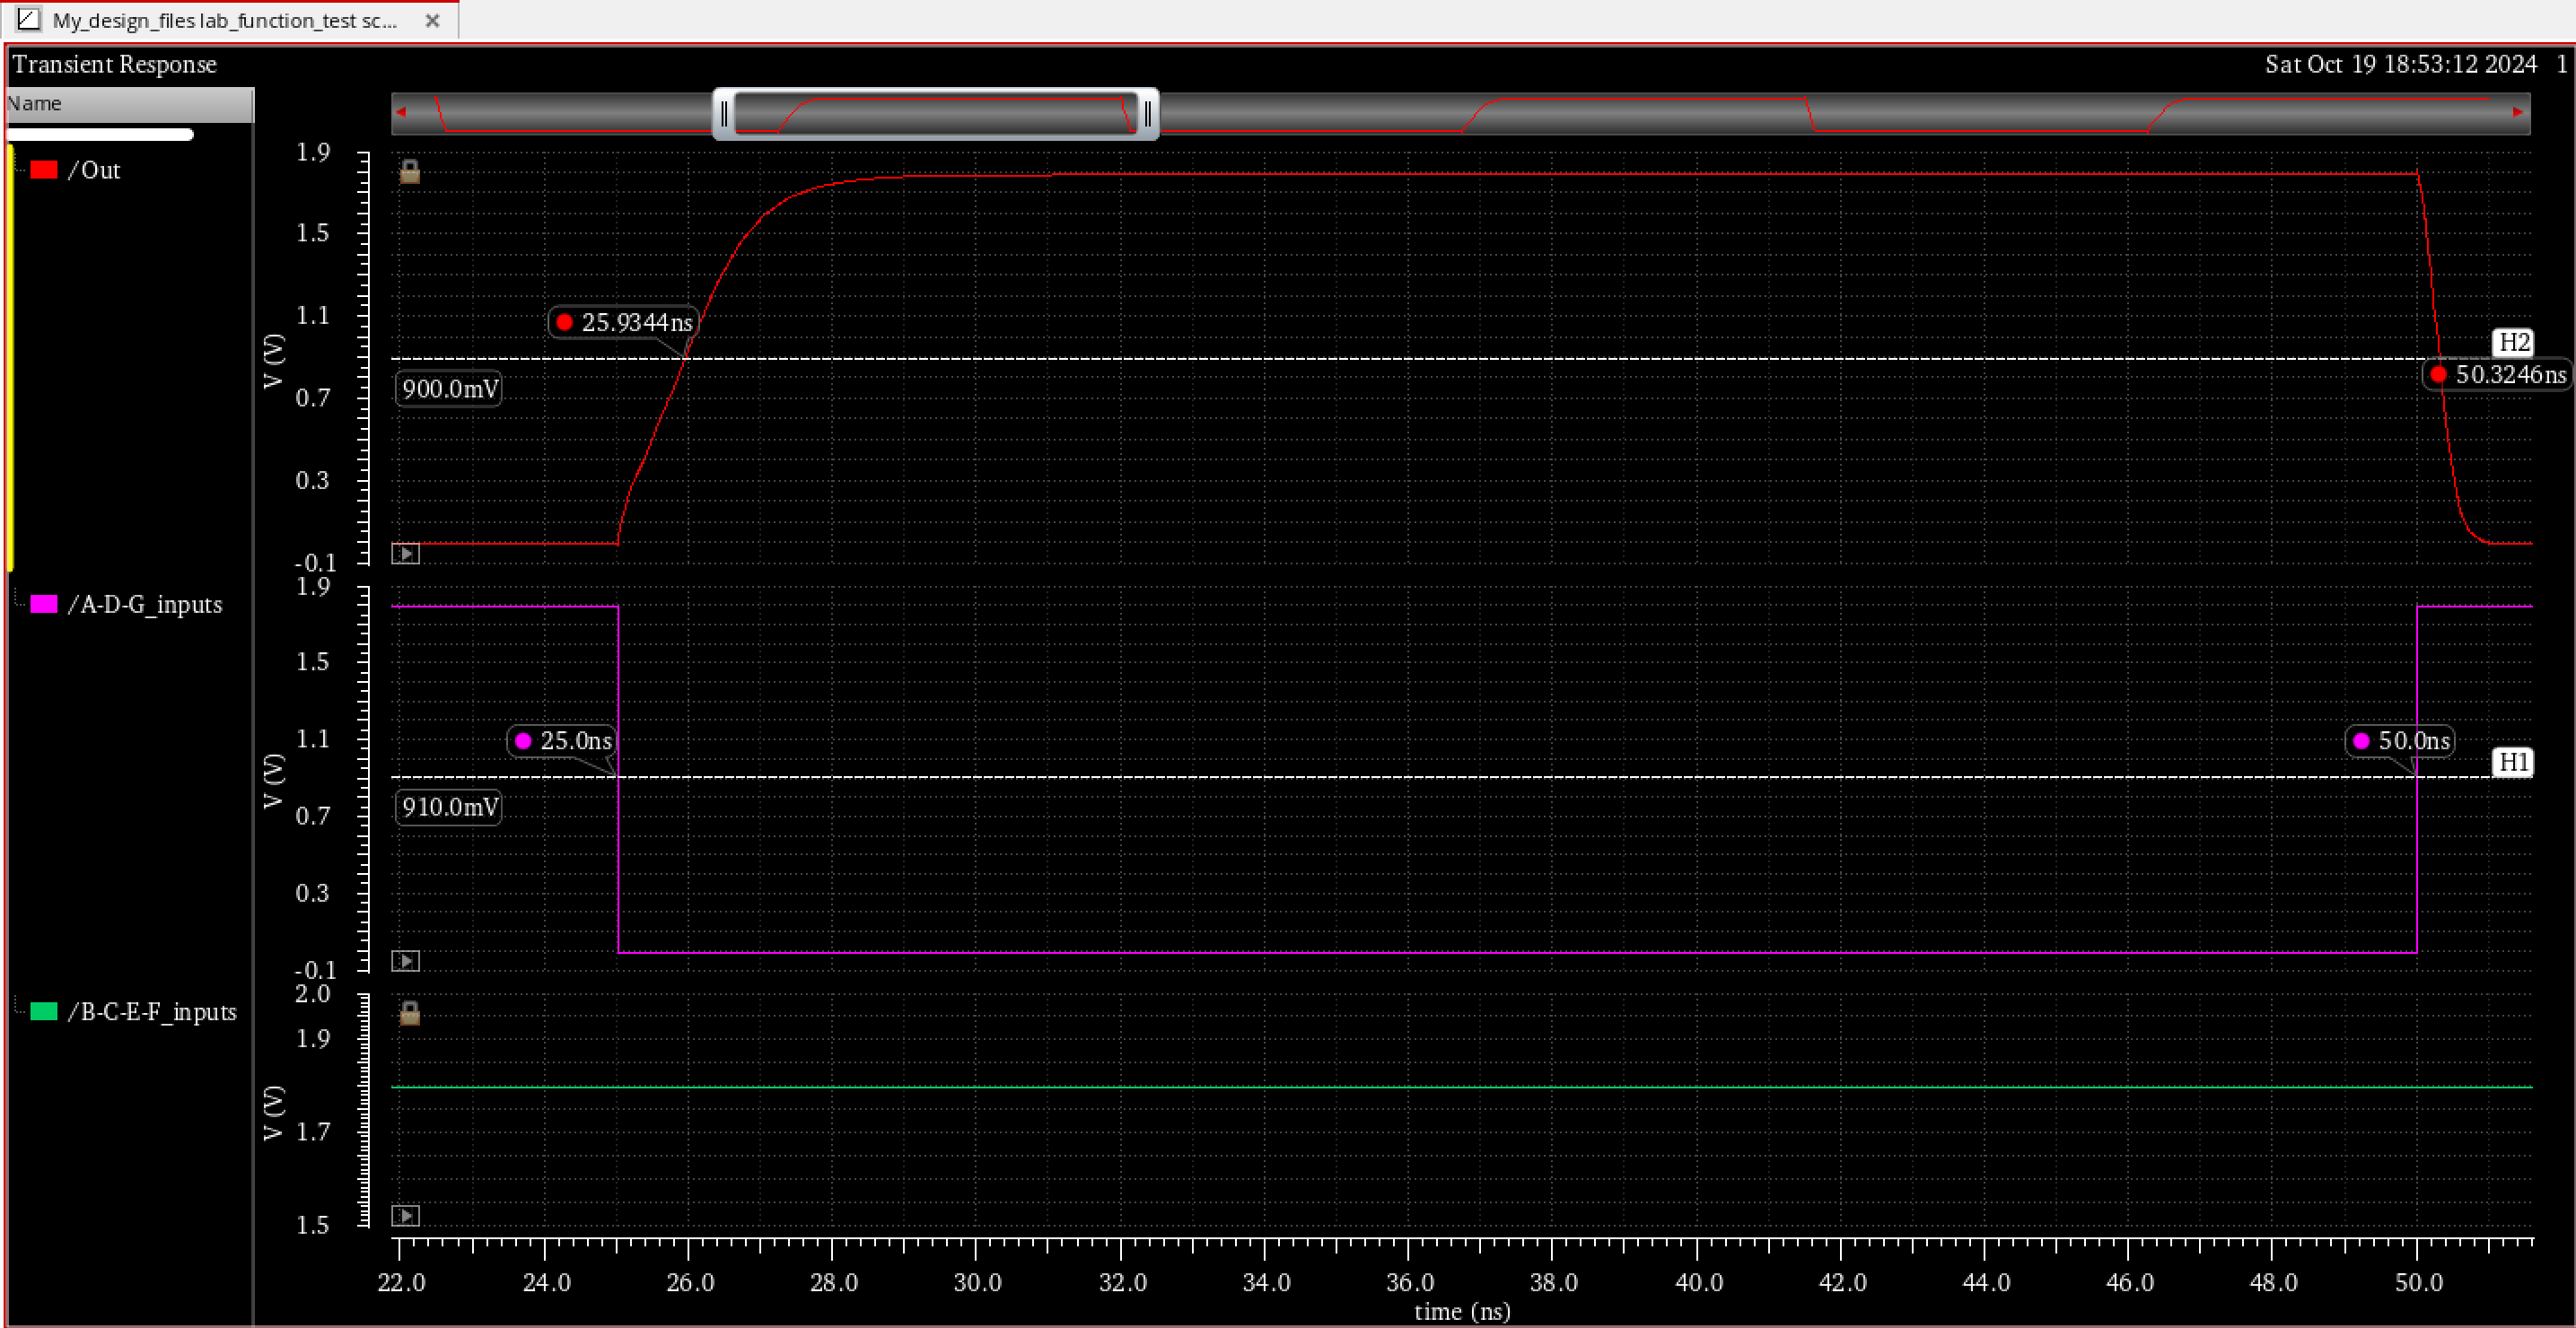 My_design_files lab_function_test sc... ×
Transient Response
Sat Oct 19 18:53:12 2024 1
Name
/Out
V (V)
1.9
1.5
1.1
0.7
0.3
-0.1
25.9344ns
H2
900.0mV
50.3246ns
/A-D-G_inputs
V (V)
1.9
1.5
1.1
0.7
0.3
-0.1
25.0ns
50.0ns
H1
910.0mV
/B-C-E-F_inputs
V (V)
2.0
1.9
1.7
1.5
22.0 24.0 26.0 28.0 30.0 32.0 34.0 36.0 38.0 40.0 42.0 44.0 46.0 48.0 50.0
time (ns)